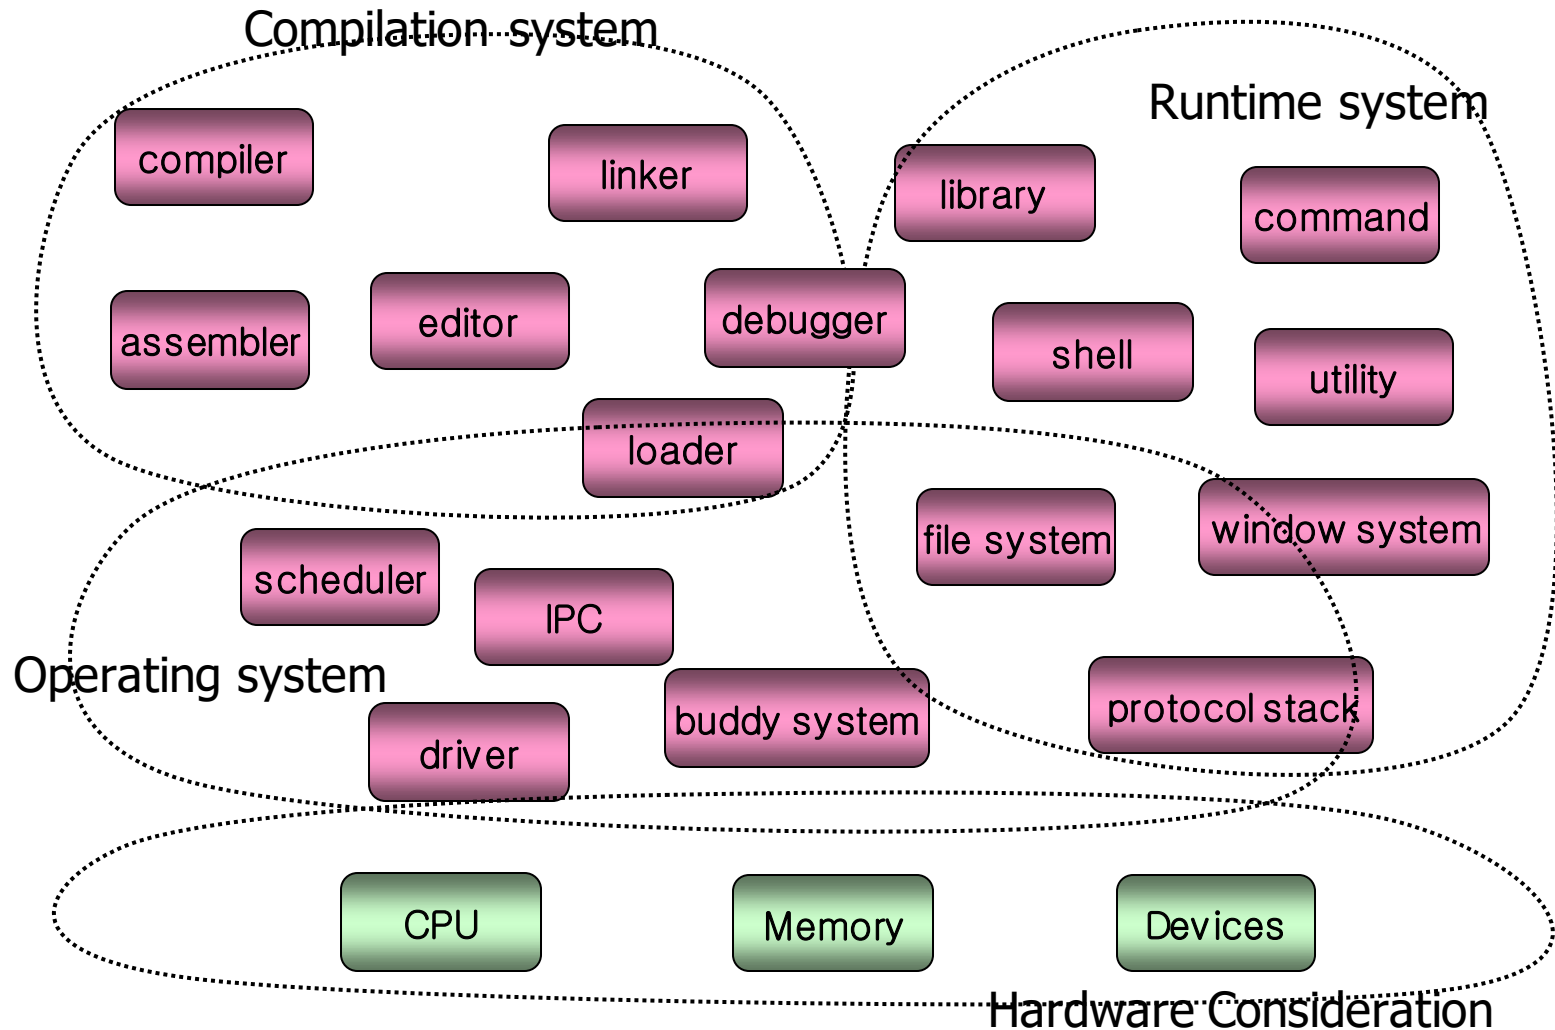 Compilation system
Runtime system
compiler
linker
library
command
assembler
editor
debugger
shell
utility
loader
file system
window system
scheduler
IPC
Operating system
buddy system
protocol stack
driver
CPU
Memory
Devices
Hardware Consideration